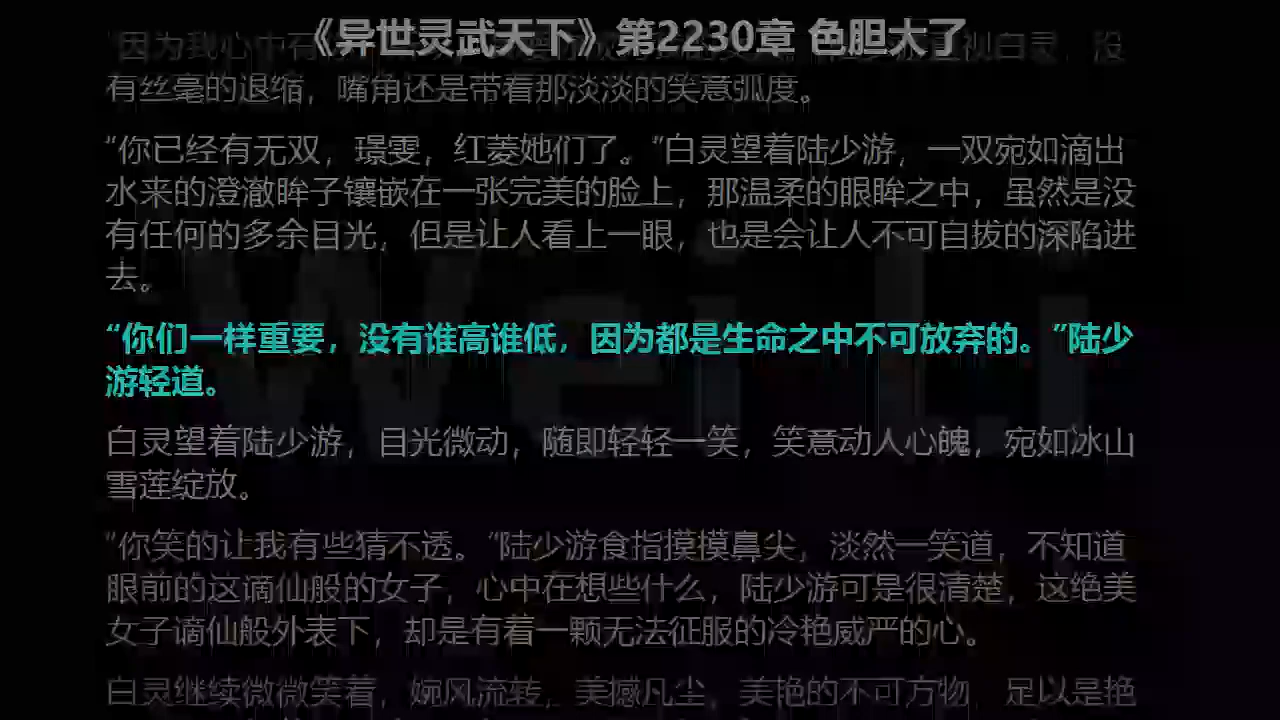 《异世灵武天下》第2230章 色胆大了
有丝毫的退缩，嘴角还是带着那淡淡的笑意弧度。
“你已经有无双，璟雯，红菱她们了。”白灵望着陆少游，一双宛如滴出
水来的澄澈眸子镶嵌在一张完美的脸上，那温柔的眼眸之中，虽然是没
有任何的多余目光，但是让人看上一眼，也是会让人不可自拔的深陷进
去。
“你们一样重要，没有谁高谁低，因为都是生命之中不可放弃的。”陆少
游轻道。
白灵望着陆少游，目光微动，随即轻轻一笑，笑意动人心魄，宛如冰山
雪莲绽放。
“你笑的让我有些猜不透。”陆少游食指摸摸鼻尖，淡然一笑道，不知道
眼前的这谪仙般的女子，心中在想些什么，陆少游可是很清楚，这绝美
女子谪仙般外表下，却是有着一颗无法征服的冷艳威严的心。
白灵继续微微笑着，婉风流转，美撼凡尘，美艳的不可方物，足以是艳
Wei Li